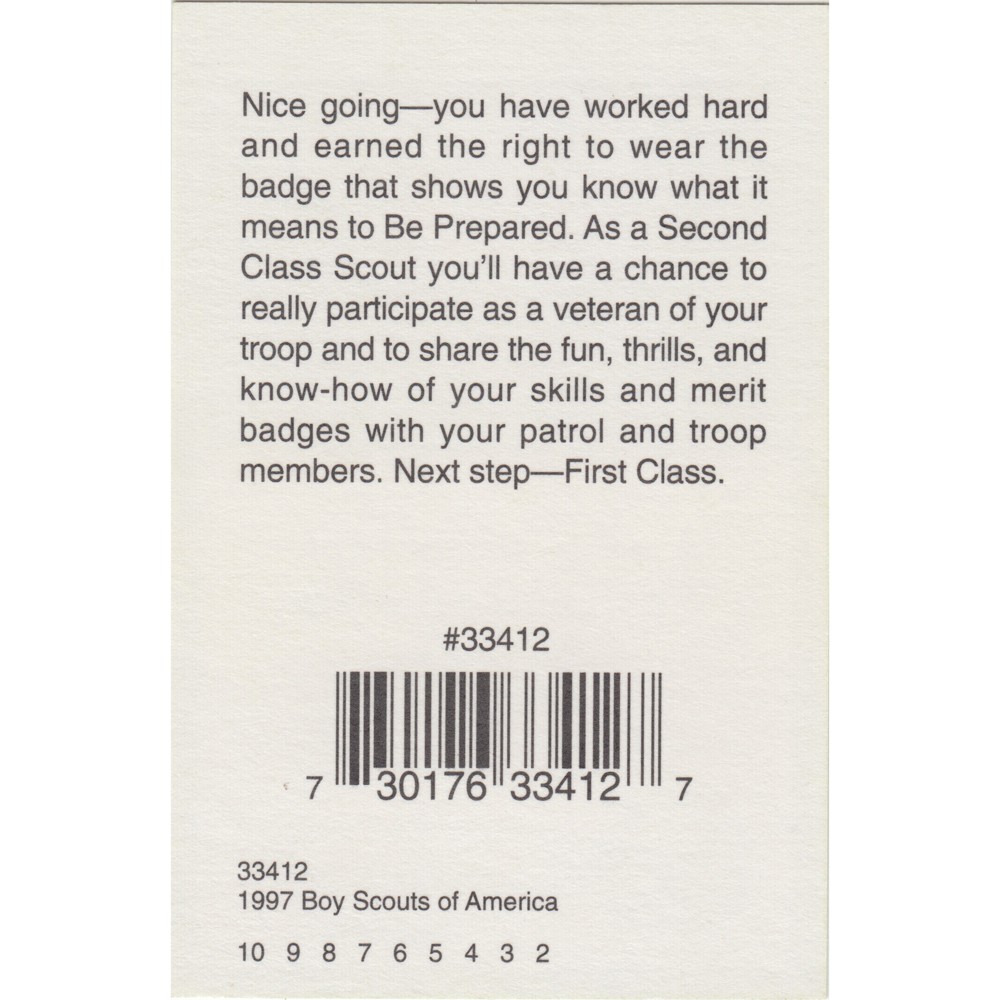 Nice going—you have worked hard
and earned the right to wear the
badge that shows you know what it
means to Be Prepared. As a Second
Class Scout you'll have a chance to
really participate as a veteran of your
troop and to share the fun, thrills, and
know-how of your skills and merit
badges with your patrol and troop
members. Next step—First Class.
#33412
7 30176 33412 7
33412
1997 Boy Scouts of America
10 9 8 7 6 5 4 3 2